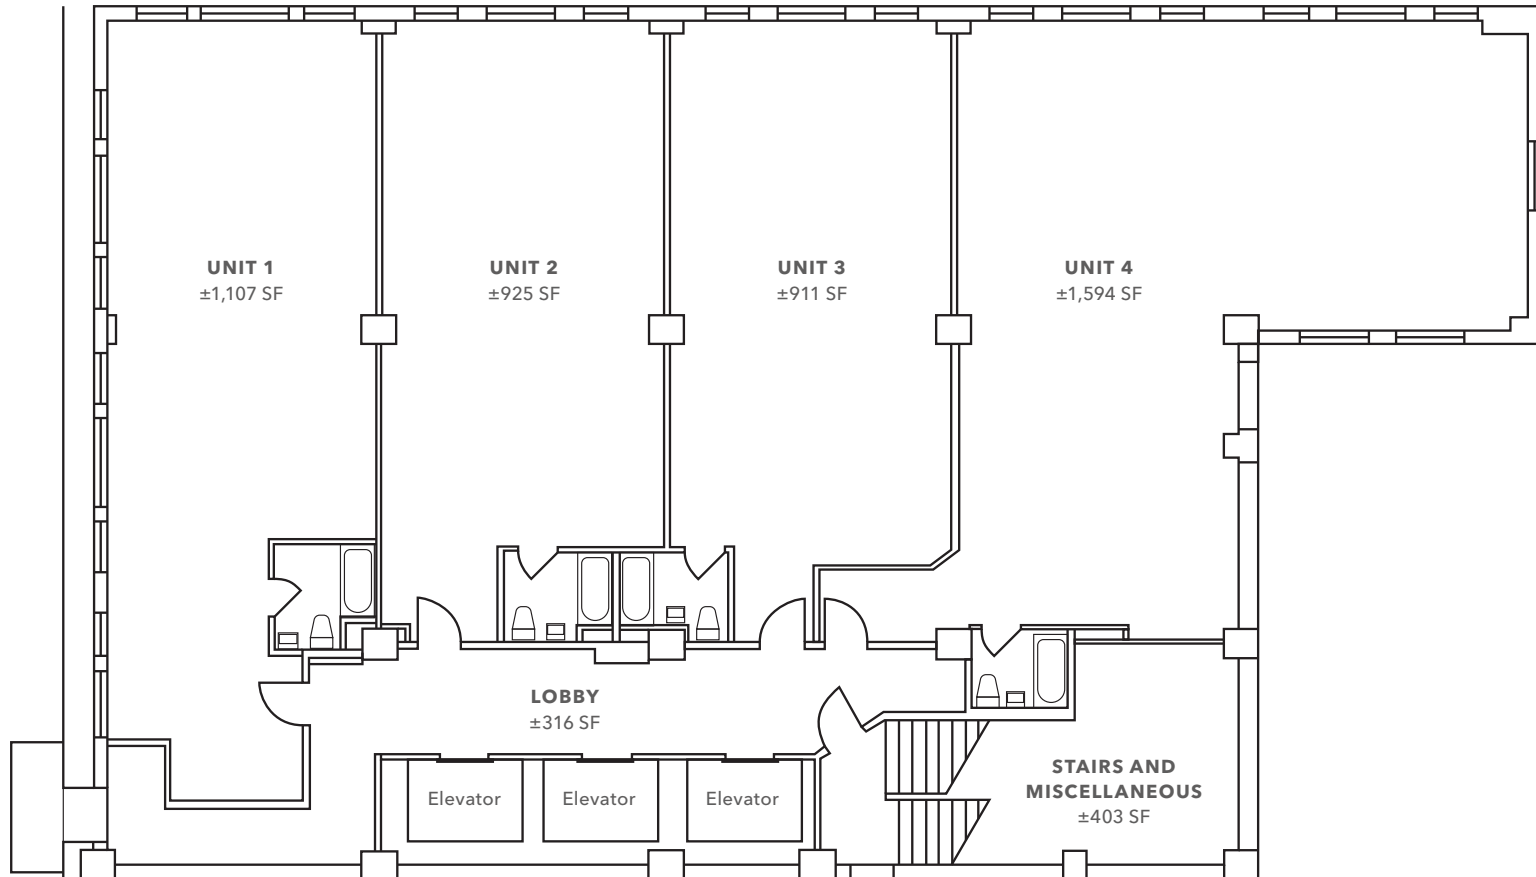 UNIT 1
±1,107 SF
UNIT 2
±925 SF
UNIT 3
±911 SF
UNIT 4
±1,594 SF
LOBBY
±316 SF
Elevator
Elevator
Elevator
STAIRS AND
MISCELLANEOUS
±403 SF